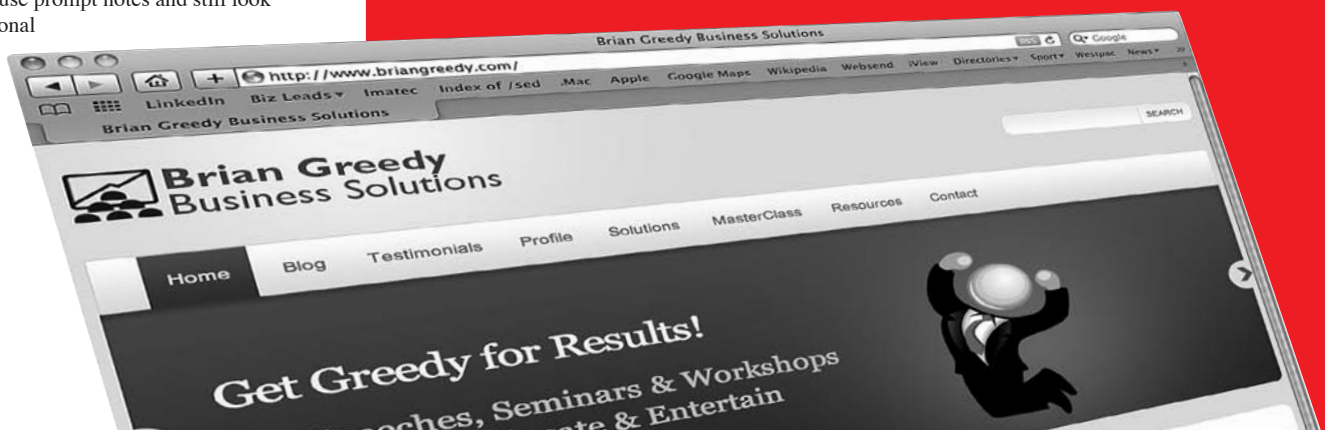 use prompt notes and still look
onal
Brian Greedy Business Solutions
http://www.briangreedy.com/
RSS
Google
LinkedIn Biz Leads▾ Imatec Index of /sed .Mac Apple Google Maps Wikipedia Websend iView Directories▾ Sport▾ Westpac News▾ »
Brian Greedy Business Solutions
SEARCH
Brian Greedy
Business Solutions
Home Blog Testimonials Profile Solutions MasterClass Resources Contact
Get Greedy for Results!
Seminars & Workshops
& Entertain